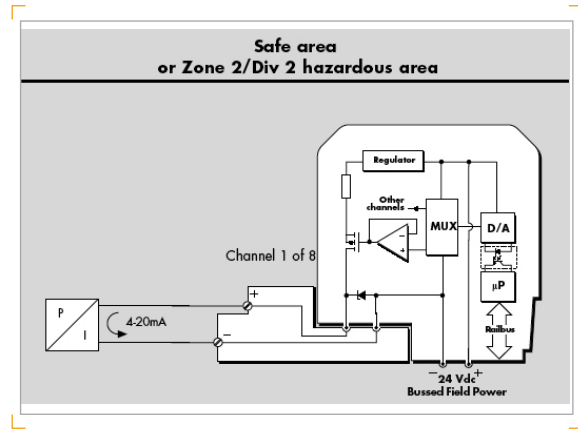 Safe area
or Zone 2/Div 2 hazardous area
Regulator
Other
channels
MUX
D/A
Channel 1 of 8
µP
+
−
P
I
4-20mA
−
+
Railbus
− 24 Vdc +
Bussed Field Power